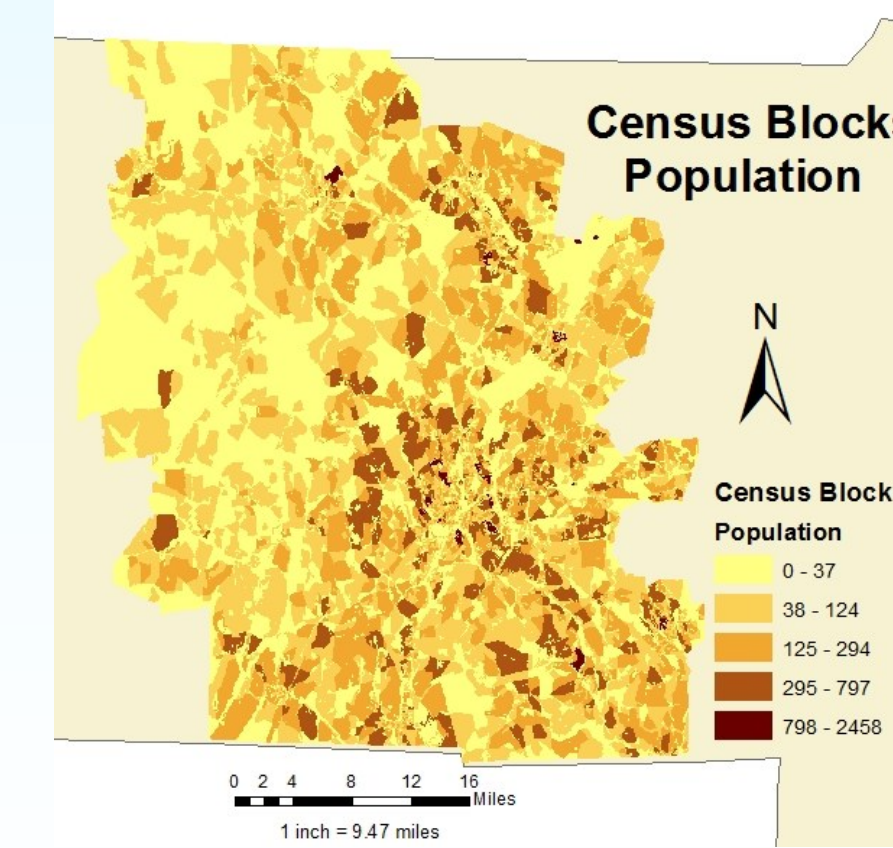 Census Blocks
Population
N
Census Block
Population
0 - 37
38 - 124
125 - 294
295 - 797
798 - 2458
0 2 4 8 12 16
Miles
1 inch = 9.47 miles